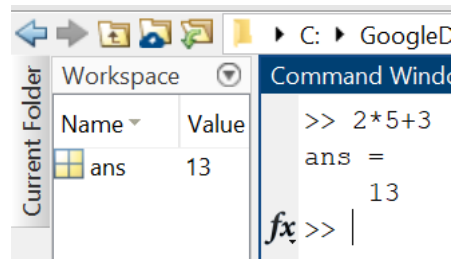 C: GoogleD
Current Folder
Workspace
Name Value
ans 13
Command Windo
>> 2*5+3
ans =
13
fx >>